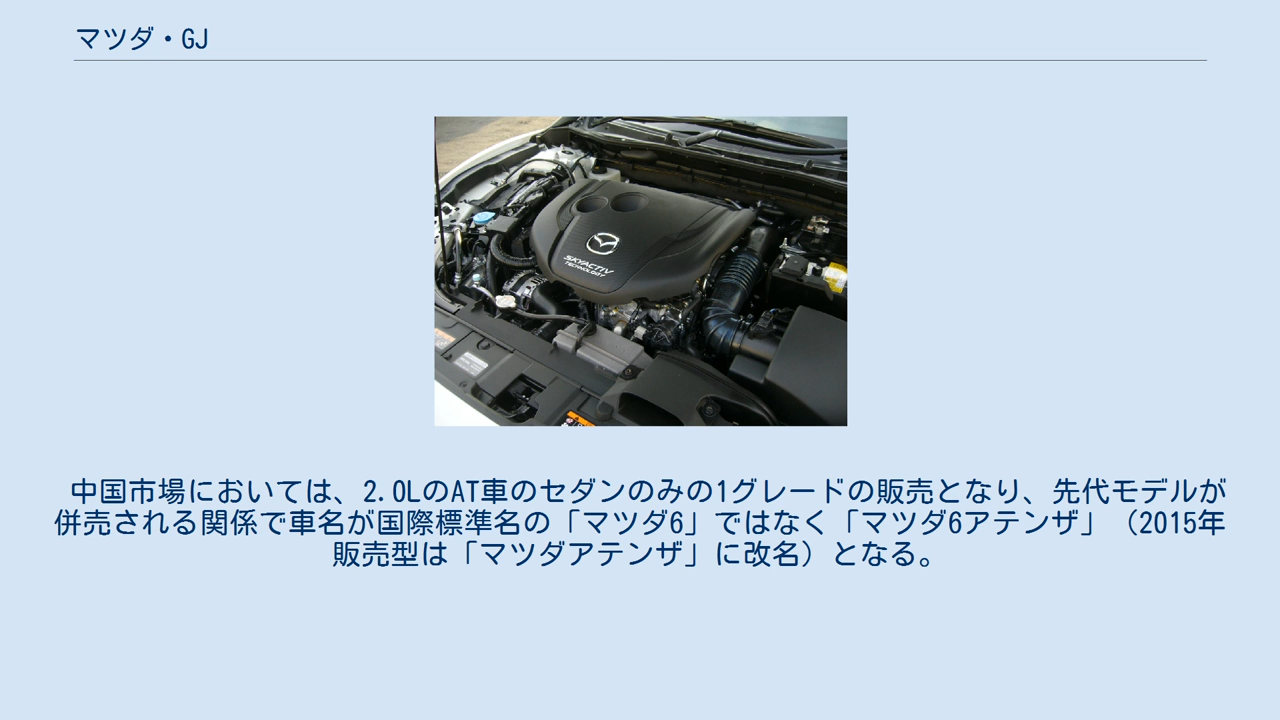 マツダ・GJ
SKYACTIV
TECHNOLOGY
中国市場においては、2.0LのAT車のセダンのみの1グレードの販売となり、先代モデルが
併売される関係で車名が国際標準名の「マツダ6」ではなく「マツダ6アテンザ」（2015年
販売型は「マツダアテンザ」に改名）となる。